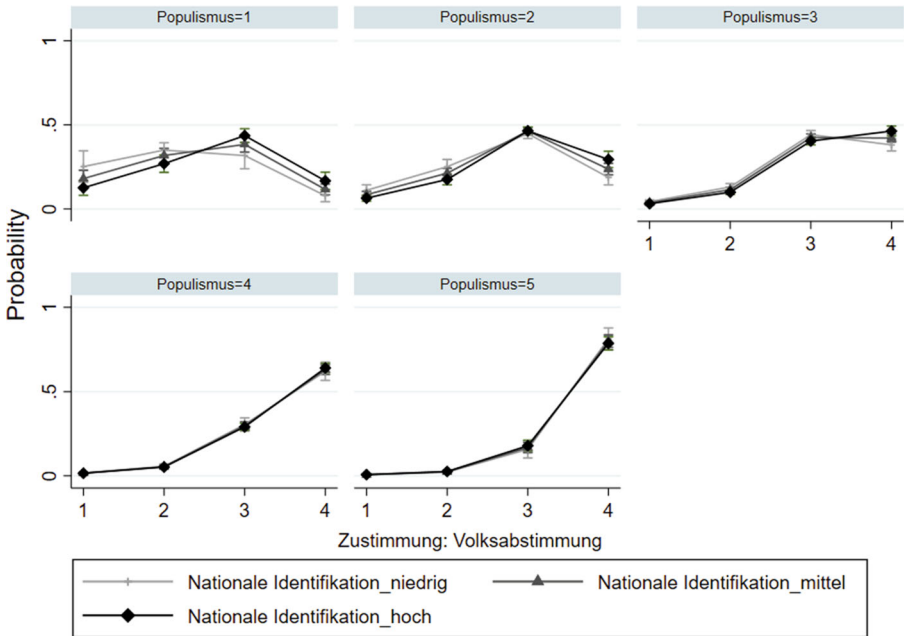 Populismus=1
Populismus=2
Populismus=3
1
.5
0
1
2
3
4
Populismus=4
Populismus=5
1
.5
0
1
2
3
4
1
2
3
4
Probability
Zustimmung: Volksabstimmung
Nationale Identifikation_niedrig
Nationale Identifikation_mittel
Nationale Identifikation_hoch